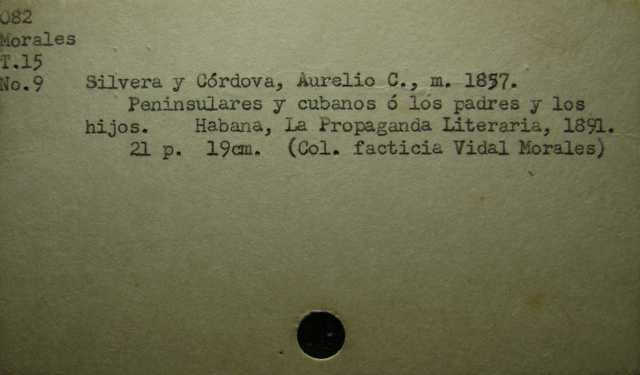 082
Morales
T.15
No.9 Silvera y Córdova, Aurelio C., m. 1857.
Peninsulares y cubanos ó los padres y los
hijos. Habana, La Propaganda Literaria, 1891.
21 p. 19cm. (Col. facticia Vidal Morales)